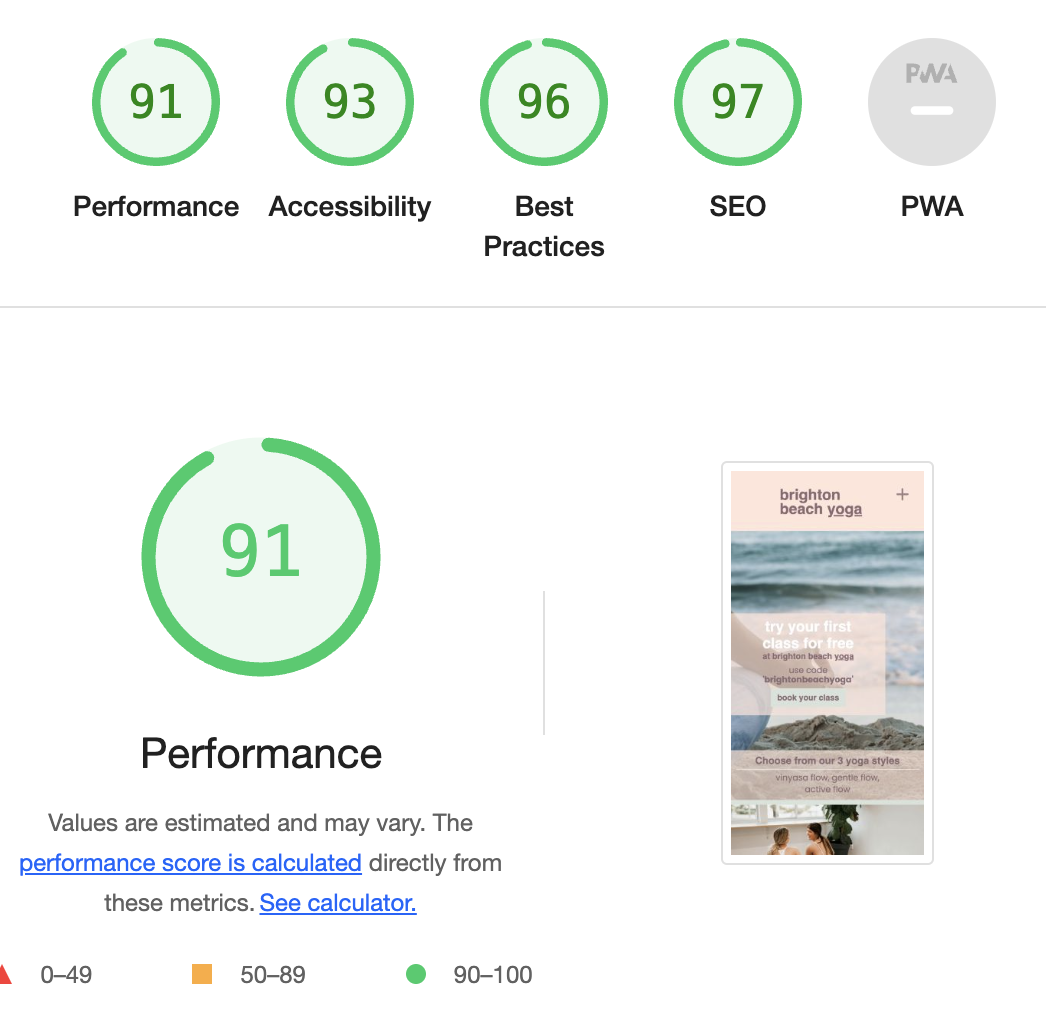 91
93
96
97
PWA
Performance
Accessibility
Best
Practices
SEO
PWA
91
Performance
Values are estimated and may vary. The
performance score is calculated directly from
these metrics. See calculator.
0–49
50–89
90–100
brighton
beach yoga
+
try your first
class for free
at brighton beach yoga
use code
'brightonbeachyoga'
book your class
Choose from our 3 yoga styles
vinyasa flow, gentle flow,
active flow